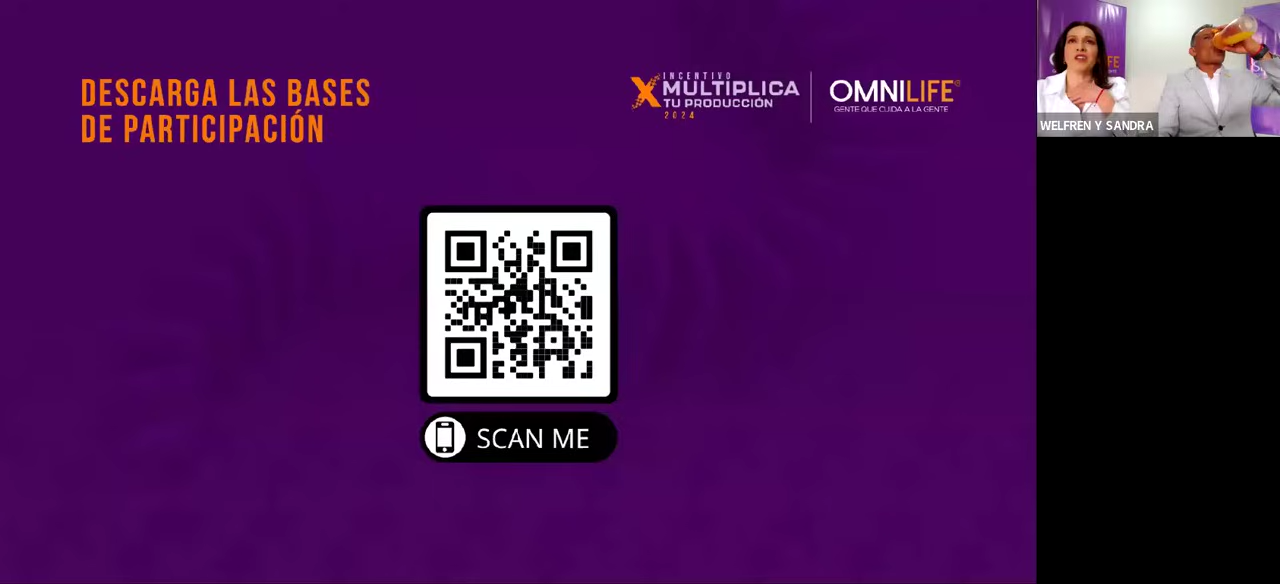 DESCARGA LAS BASES
DE PARTICIPACIÓN
INCENTIVO
X MULTIPLICA
TU PRODUCCIÓN
2024
OMNILIFE®
GENTE QUE CUIDA A LA GENTE
SCAN ME
WELFREN Y SANDRA